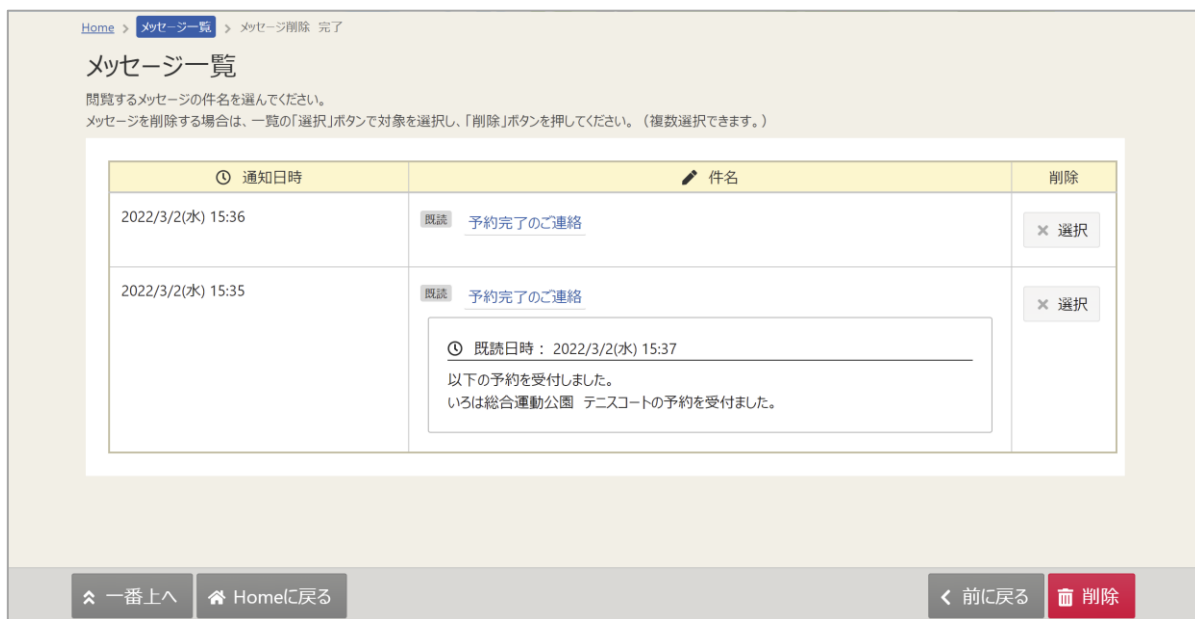 Home > メッセージ一覧 > メッセージ削除 完了
メッセージ一覧
閲覧するメッセージの件名を選んでください。
メッセージを削除する場合は、一覧の「選択」ボタンで対象を選択し、「削除」ボタンを押してください。（複数選択できます。）
通知日時 件名 削除
2022/3/2(水) 15:36 既読 予約完了のご連絡 × 選択
2022/3/2(水) 15:35 既読 予約完了のご連絡 × 選択
既読日時： 2022/3/2(水) 15:37
以下の予約を受付しました。
いろは総合運動公園 テニスコートの予約を受付ました。
一番上へ Homeに戻る 前に戻る 削除